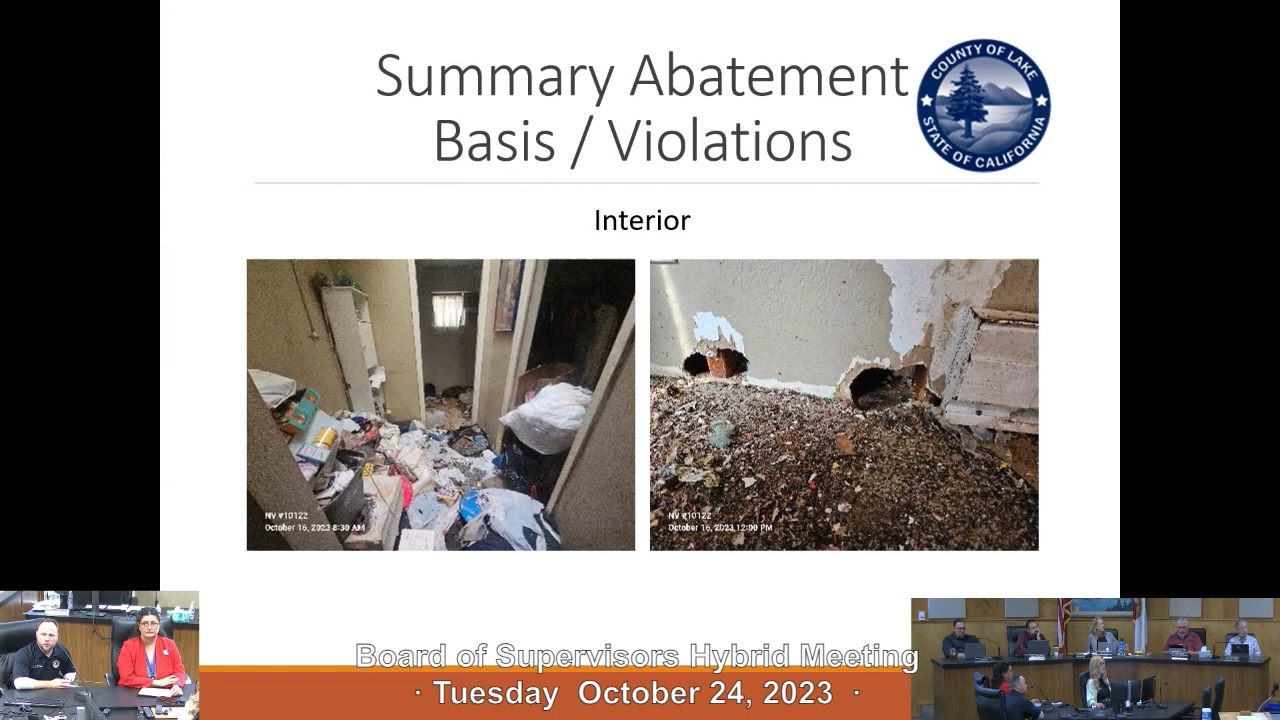 Summary Abatement
Basis / Violations
COUNTY OF LAKE
STATE OF CALIFORNIA
Interior
NV #10122
October 16, 2023 8:30 AM
NV #10122
October 16, 2023 12:00 PM
Board of Supervisors Hybrid Meeting
· Tuesday October 24, 2023 ·